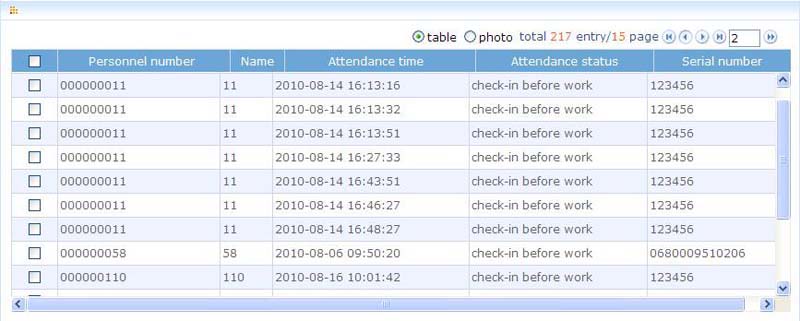 table photo total 217 entry/15 page 2
Personnel number Name Attendance time Attendance status Serial number
000000011 11 2010-08-14 16:13:16 check-in before work 123456
000000011 11 2010-08-14 16:13:32 check-in before work 123456
000000011 11 2010-08-14 16:13:51 check-in before work 123456
000000011 11 2010-08-14 16:27:33 check-in before work 123456
000000011 11 2010-08-14 16:43:51 check-in before work 123456
000000011 11 2010-08-14 16:46:27 check-in before work 123456
000000011 11 2010-08-14 16:48:27 check-in before work 123456
000000058 58 2010-08-06 09:50:20 check-in before work 0680009510206
000000110 110 2010-08-16 10:01:42 check-in before work 123456